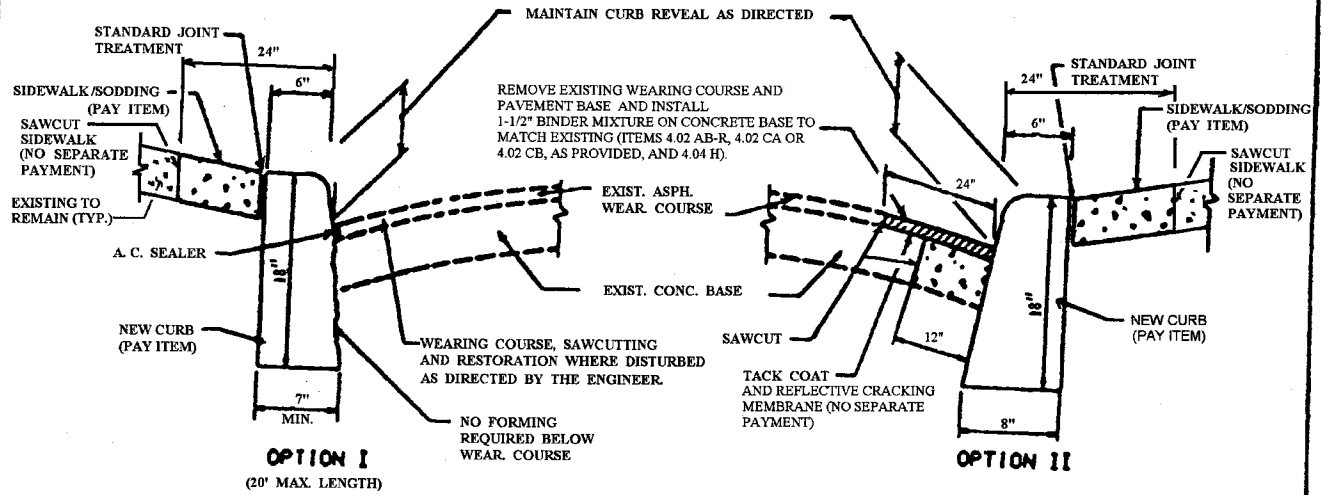 MAINTAIN CURB REVEAL AS DIRECTED
STANDARD JOINT
TREATMENT
24"
6"
SIDEWALK/SODDING
(PAY ITEM)
SAWCUT
SIDEWALK
(NO SEPARATE
PAYMENT)
EXISTING TO
REMAIN (TYP.)
A. C. SEALER
18"
NEW CURB
(PAY ITEM)
7"
MIN.
OPTION I
(20' MAX. LENGTH)
REMOVE EXISTING WEARING COURSE AND
PAVEMENT BASE AND INSTALL
1-1/2" BINDER MIXTURE ON CONCRETE BASE TO
MATCH EXISTING (ITEMS 4.02 AB-R, 4.02 CA OR
4.02 CB, AS PROVIDED, AND 4.04 H).
EXIST. ASPH.
WEAR. COURSE
EXIST. CONC. BASE
WEARING COURSE, SAWCUTTING
AND RESTORATION WHERE DISTURBED
AS DIRECTED BY THE ENGINEER.
NO FORMING
REQUIRED BELOW
WEAR. COURSE
24"
STANDARD JOINT
TREATMENT
24"
6"
SIDEWALK/SODDING
(PAY ITEM)
SAWCUT
SIDEWALK
(NO
SEPARATE
PAYMENT)
18"
SAWCUT
12"
TACK COAT
AND REFLECTIVE CRACKING
MEMBRANE (NO SEPARATE
PAYMENT)
NEW CURB
(PAY ITEM)
8"
OPTION II